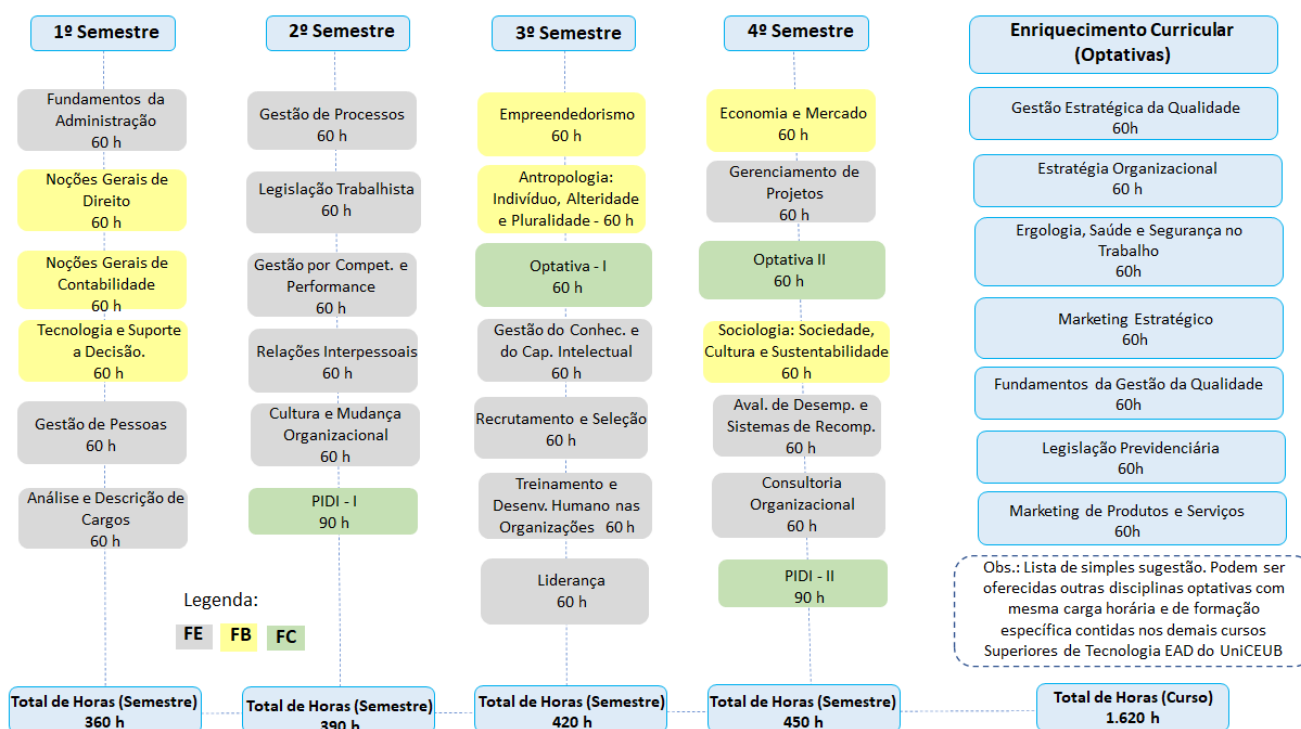 1º Semestre
Fundamentos da
Administração
60 h
Noções Gerais de
Direito
60 h
Noções Gerais de
Contabilidade
60 h
Tecnologia e Suporte
a Decisão.
60 h
Gestão de Pessoas
60 h
Análise e Descrição de
Cargos
60 h
Total de Horas (Semestre)
360 h
2º Semestre
Gestão de Processos
60 h
Legislação Trabalhista
60 h
Gestão por Compet. e
Performance
60 h
Relações Interpessoais
60 h
Cultura e Mudança
Organizacional
60 h
PIDI - I
90 h
Total de Horas (Semestre)
390 h
3º Semestre
Empreendedorismo
60 h
Antropologia:
Indivíduo, Alteridade
e Pluralidade - 60 h
Optativa - I
60 h
Gestão do Conhec. e
do Cap. Intelectual
60 h
Recrutamento e Seleção
60 h
Treinamento e
Desenv. Humano nas
Organizações 60 h
Liderança
60 h
Total de Horas (Semestre)
420 h
4º Semestre
Economia e Mercado
60 h
Gerenciamento de
Projetos
60 h
Optativa II
60 h
Sociologia: Sociedade,
Cultura e Sustentabilidade
60 h
Aval. de Desemp. e
Sistemas de Recomp.
60 h
Consultoria
Organizacional
60 h
PIDI - II
90 h
Total de Horas (Semestre)
450 h
Enriquecimento Curricular
(Optativas)
Gestão Estratégica da Qualidade
60h
Estratégia Organizacional
60 h
Ergologia, Saúde e Segurança no
Trabalho
60h
Marketing Estratégico
60h
Fundamentos da Gestão da Qualidade
60h
Legislação Previdenciária
60h
Marketing de Produtos e Serviços
60h
Obs.: Lista de simples sugestão. Podem ser
oferecidas outras disciplinas optativas com
mesma carga horária e de formação
específica contidas nos demais cursos
Superiores de Tecnologia EAD do UniCEUB
Total de Horas (Curso)
1.620 h
Legenda:
FE FB FC